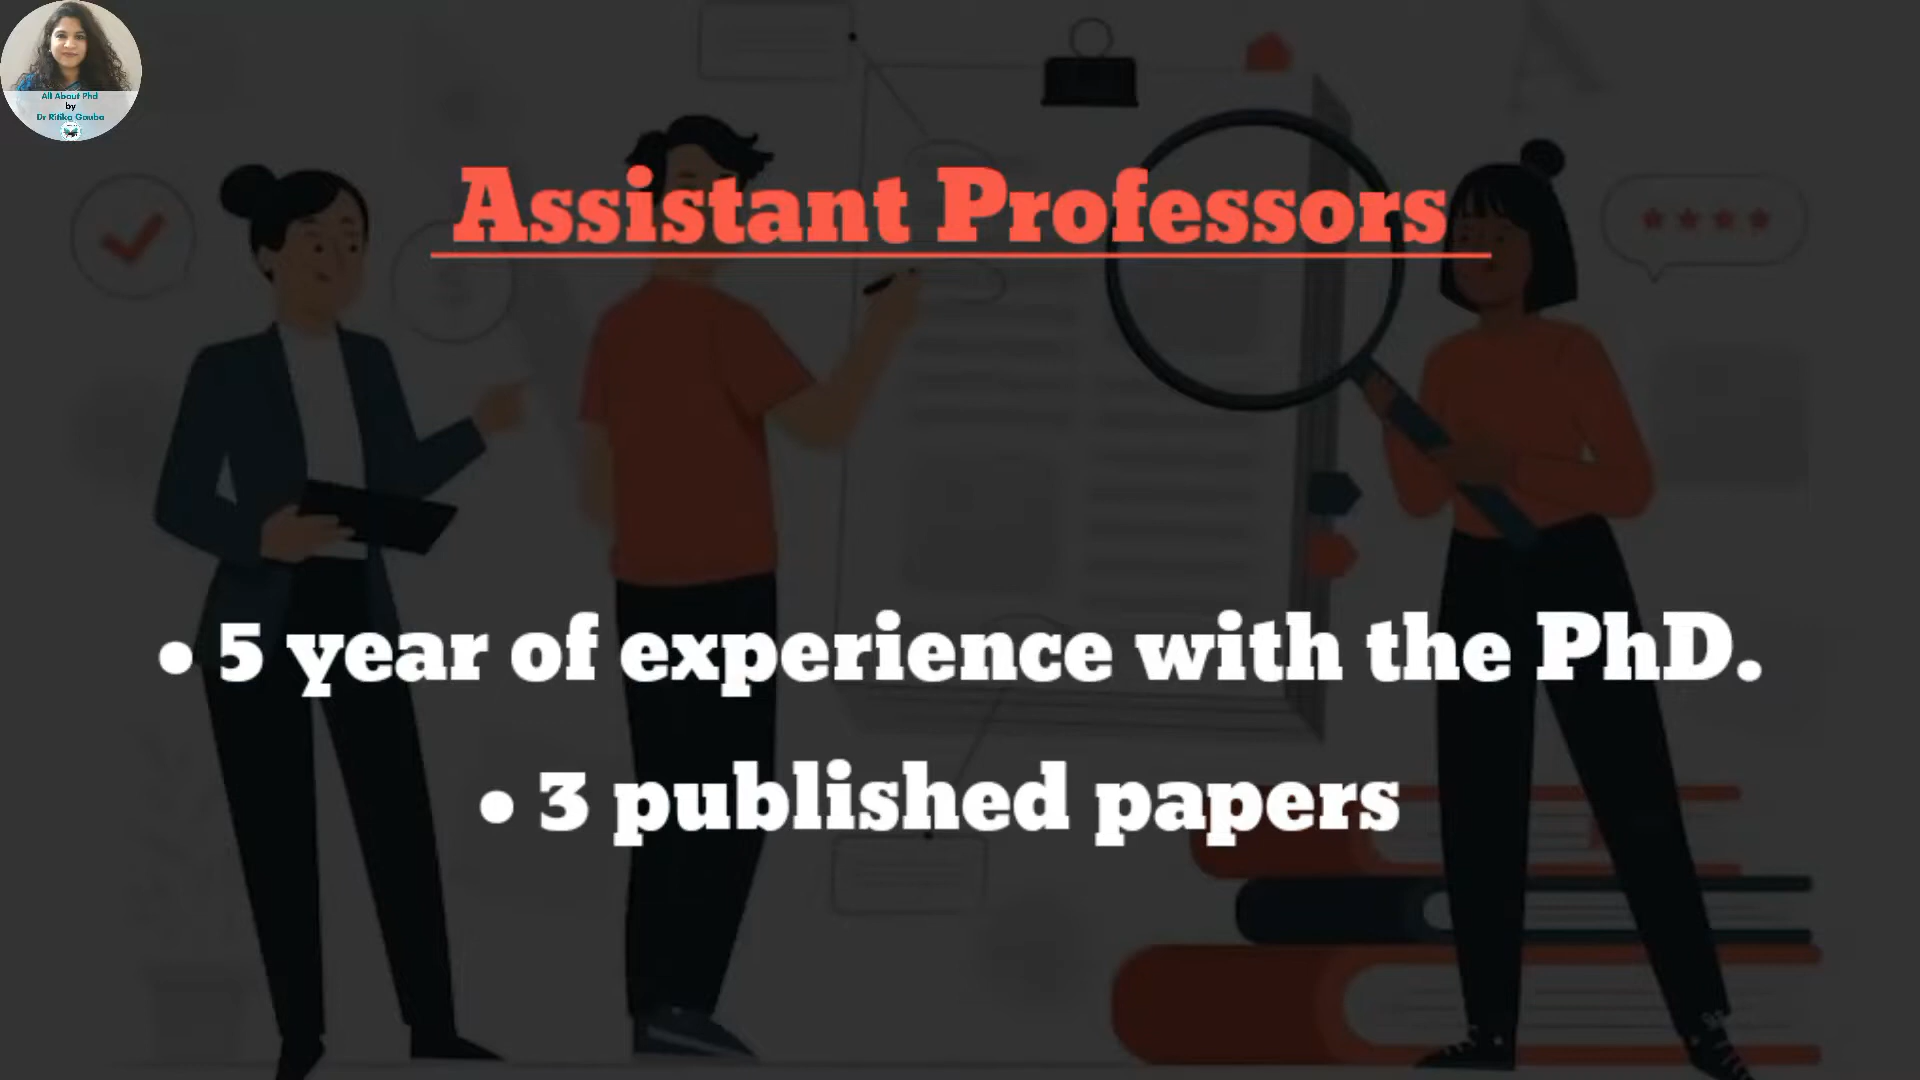 All About Phd
by
Dr Ritika Gauba
Assistant Professors
• 5 year of experience with the PhD.
• 3 published papers